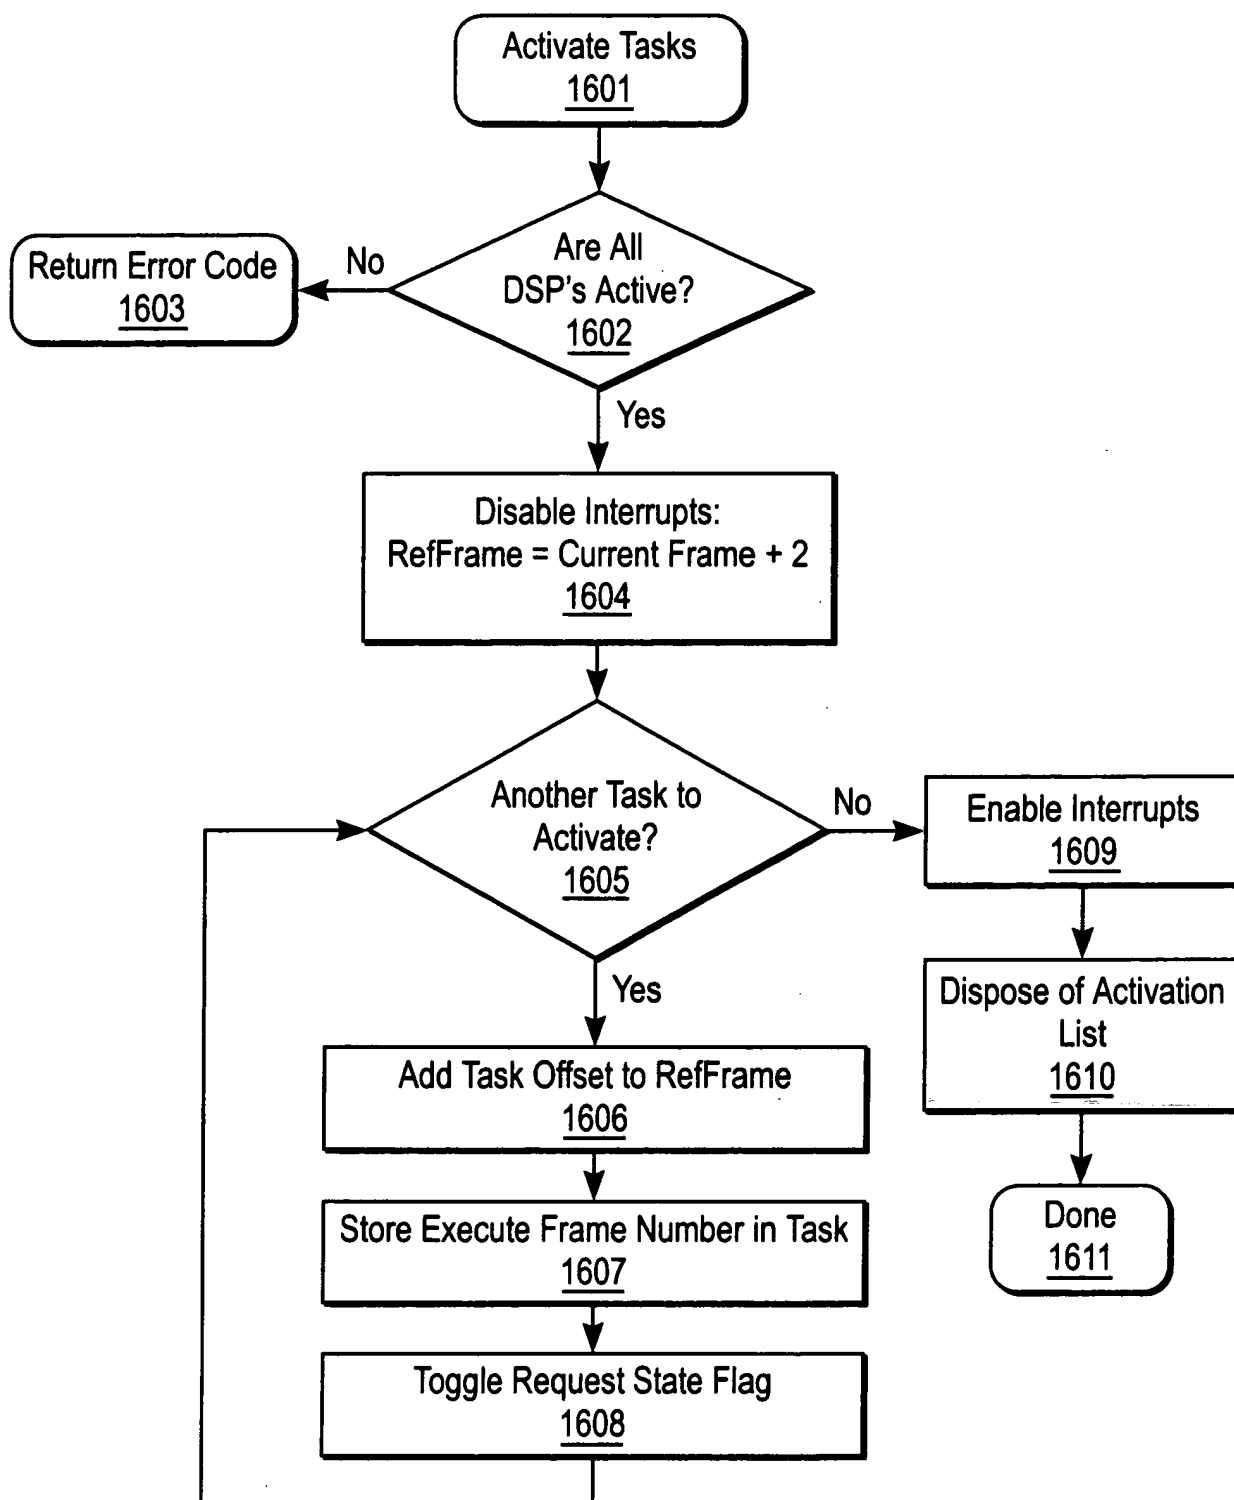 Activate Tasks
1601
Are All
DSP's Active?
1602
No
Return Error Code
1603
Yes
Disable Interrupts:
RefFrame = Current Frame + 2
1604
Another Task to
Activate?
1605
No
Enable Interrupts
1609
Yes
Dispose of Activation
List
1610
Add Task Offset to RefFrame
1606
Store Execute Frame Number in Task
1607
Done
1611
Toggle Request State Flag
1608